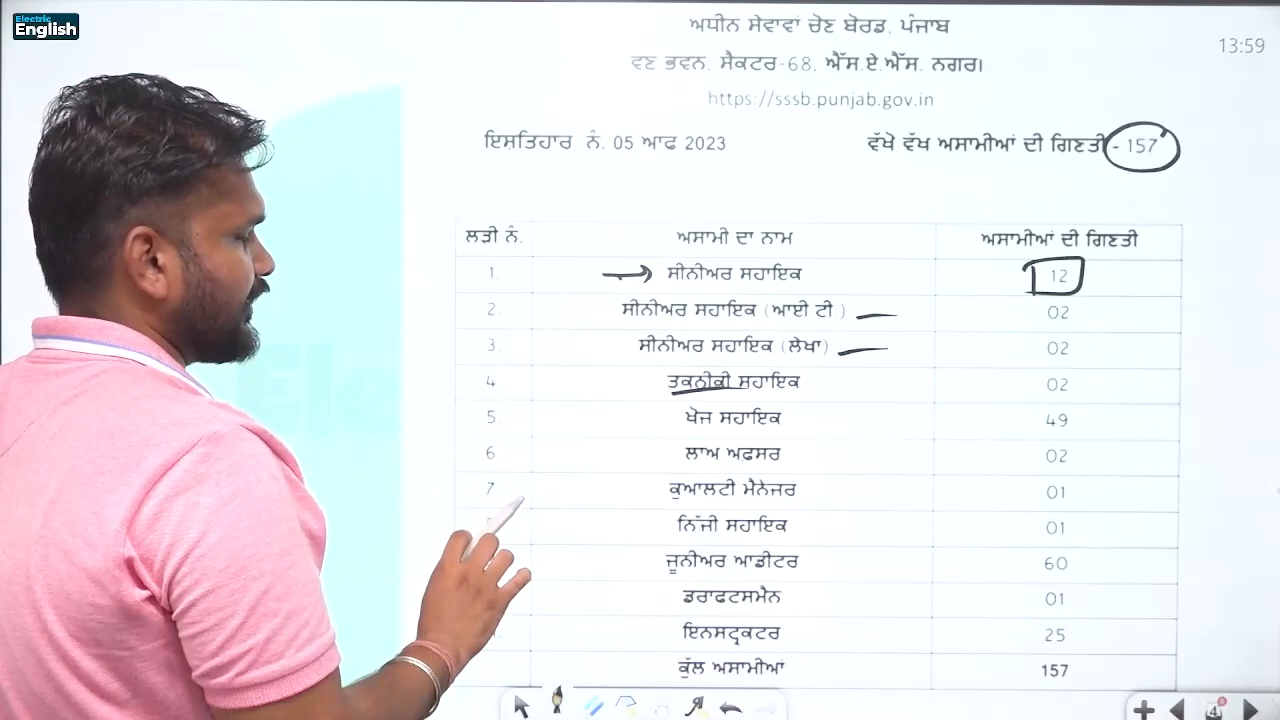 Electric
English
ਅਧੀਨ ਸੇਵਾਵਾਂ ਚੋਣ ਬੋਰਡ, ਪੰਜਾਬ
13:59
ਵਣ ਭਵਨ, ਸੈਕਟਰ-68, ਐੱਸ.ਏ.ਐੱਸ. ਨਗਰ।
https://sssb.punjab.gov.in
ਇਸ਼ਤਿਹਾਰ ਨੰ. 05 ਆਫ 2023 ਵੱਖੋ ਵੱਖ ਅਸਾਮੀਆਂ ਦੀ ਗਿਣਤੀ - 157
ਲੜੀ ਨੰ. ਅਸਾਮੀ ਦਾ ਨਾਮ ਅਸਾਮੀਆਂ ਦੀ ਗਿਣਤੀ
1. ਸੀਨੀਅਰ ਸਹਾਇਕ 12
2. ਸੀਨੀਅਰ ਸਹਾਇਕ (ਆਈ ਟੀ ) 02
3. ਸੀਨੀਅਰ ਸਹਾਇਕ (ਲੇਖਾ) 02
4 ਤਕਨੀਕੀ ਸਹਾਇਕ 02
5. ਖੋਜ ਸਹਾਇਕ 49
6. ਲਾਅ ਅਫਸਰ 02
7. ਕੁਆਲਟੀ ਮੈਨੇਜਰ 01
ਨਿੱਜੀ ਸਹਾਇਕ 01
ਜੂਨੀਅਰ ਆਡੀਟਰ 60
ਡਰਾਫਟਸਮੈਨ 01
ਇਨਸਟ੍ਰਕਟਰ 25
ਕੁੱਲ ਅਸਾਮੀਆ 157
4